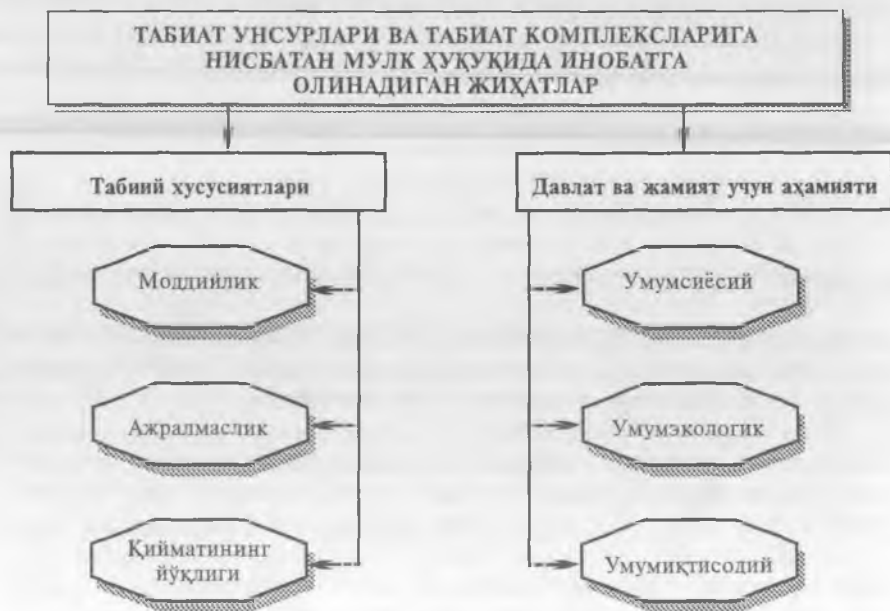 ТАБИАТ УНСУРЛАРИ ВА ТАБИАТ КОМПЛЕКСЛАРИГА
НИСБАТАН МУЛК ҲУҚУҚИДА ИНОБАТГА
ОЛИНАДИГАН ЖИҲАТЛАР
Табиий хусусиятлари
Моддийлик
Ажралмаслик
Қийматининг
йўқлиги
Давлат ва жамият учун аҳамияти
Умумсиёсий
Умумэкологик
Умумиқтисодий